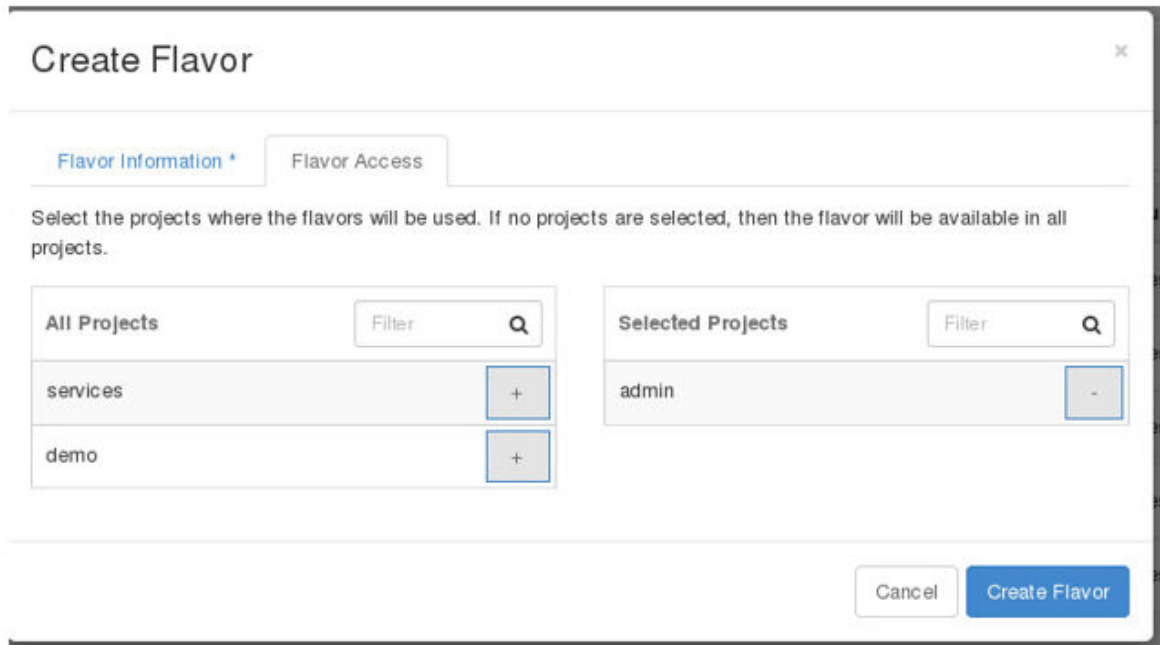 Create Flavor ×
Flavor Information * Flavor Access
Select the projects where the flavors will be used. If no projects are selected, then the flavor will be available in all
projects.
All Projects Filter Selected Projects Filter
services + admin -
demo +
Cancel Create Flavor